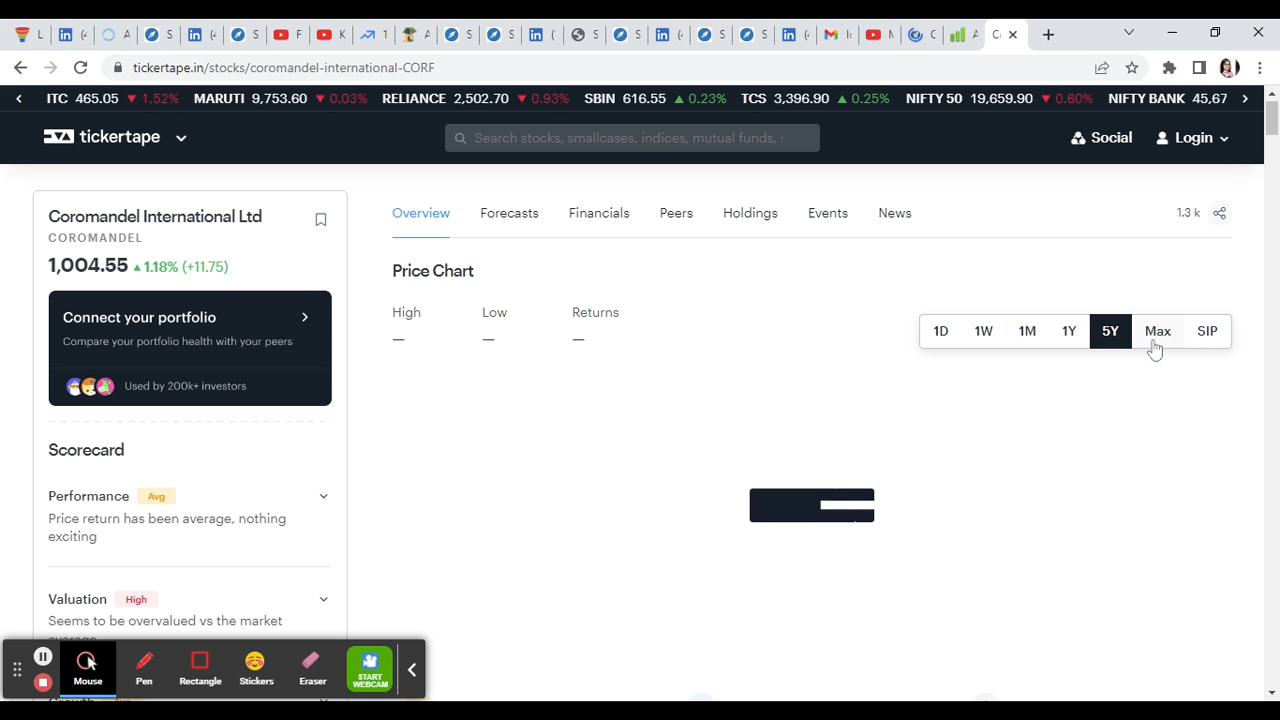 L
(4
A
S
(4
S
F
K
1
A
S
S
(
S
S
(4
S
S
(4
I
N
C
A
C
tickertape.in/stocks/coromandel-international-CORF
ITC 465.05 ▼ 1.52% MARUTI 9,753.60 ▼ 0.03% RELIANCE 2,502.70 ▼ 0.93% SBIN 616.55 ▲ 0.23% TCS 3,396.90 ▲ 0.25% NIFTY 50 19,659.90 ▼ 0.60% NIFTY BANK 45,67
tickertape
Search stocks, smallcases, indices, mutual funds,
Social
Login
Coromandel International Ltd
COROMANDEL
1,004.55 ▲ 1.18% (+11.75)
Connect your portfolio
Compare your portfolio health with your peers
Used by 200k+ investors
Scorecard
Performance Avg
Price return has been average, nothing
exciting
Valuation High
Seems to be overvalued vs the market
Overview Forecasts Financials Peers Holdings Events News
1.3 k
Price Chart
High Low Returns
— — —
1D 1W 1M 1Y 5Y Max SIP
Mouse Pen Rectangle Stickers Eraser
START
WEBCAM